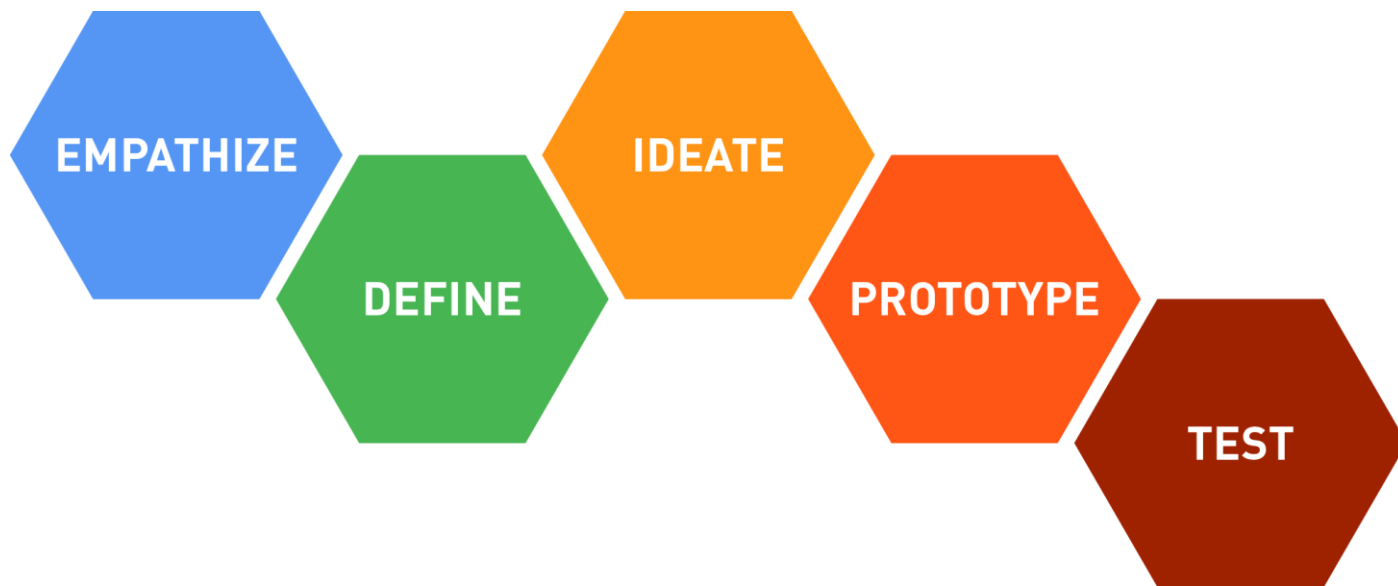 EMPATHIZE
DEFINE
IDEATE
PROTOTYPE
TEST